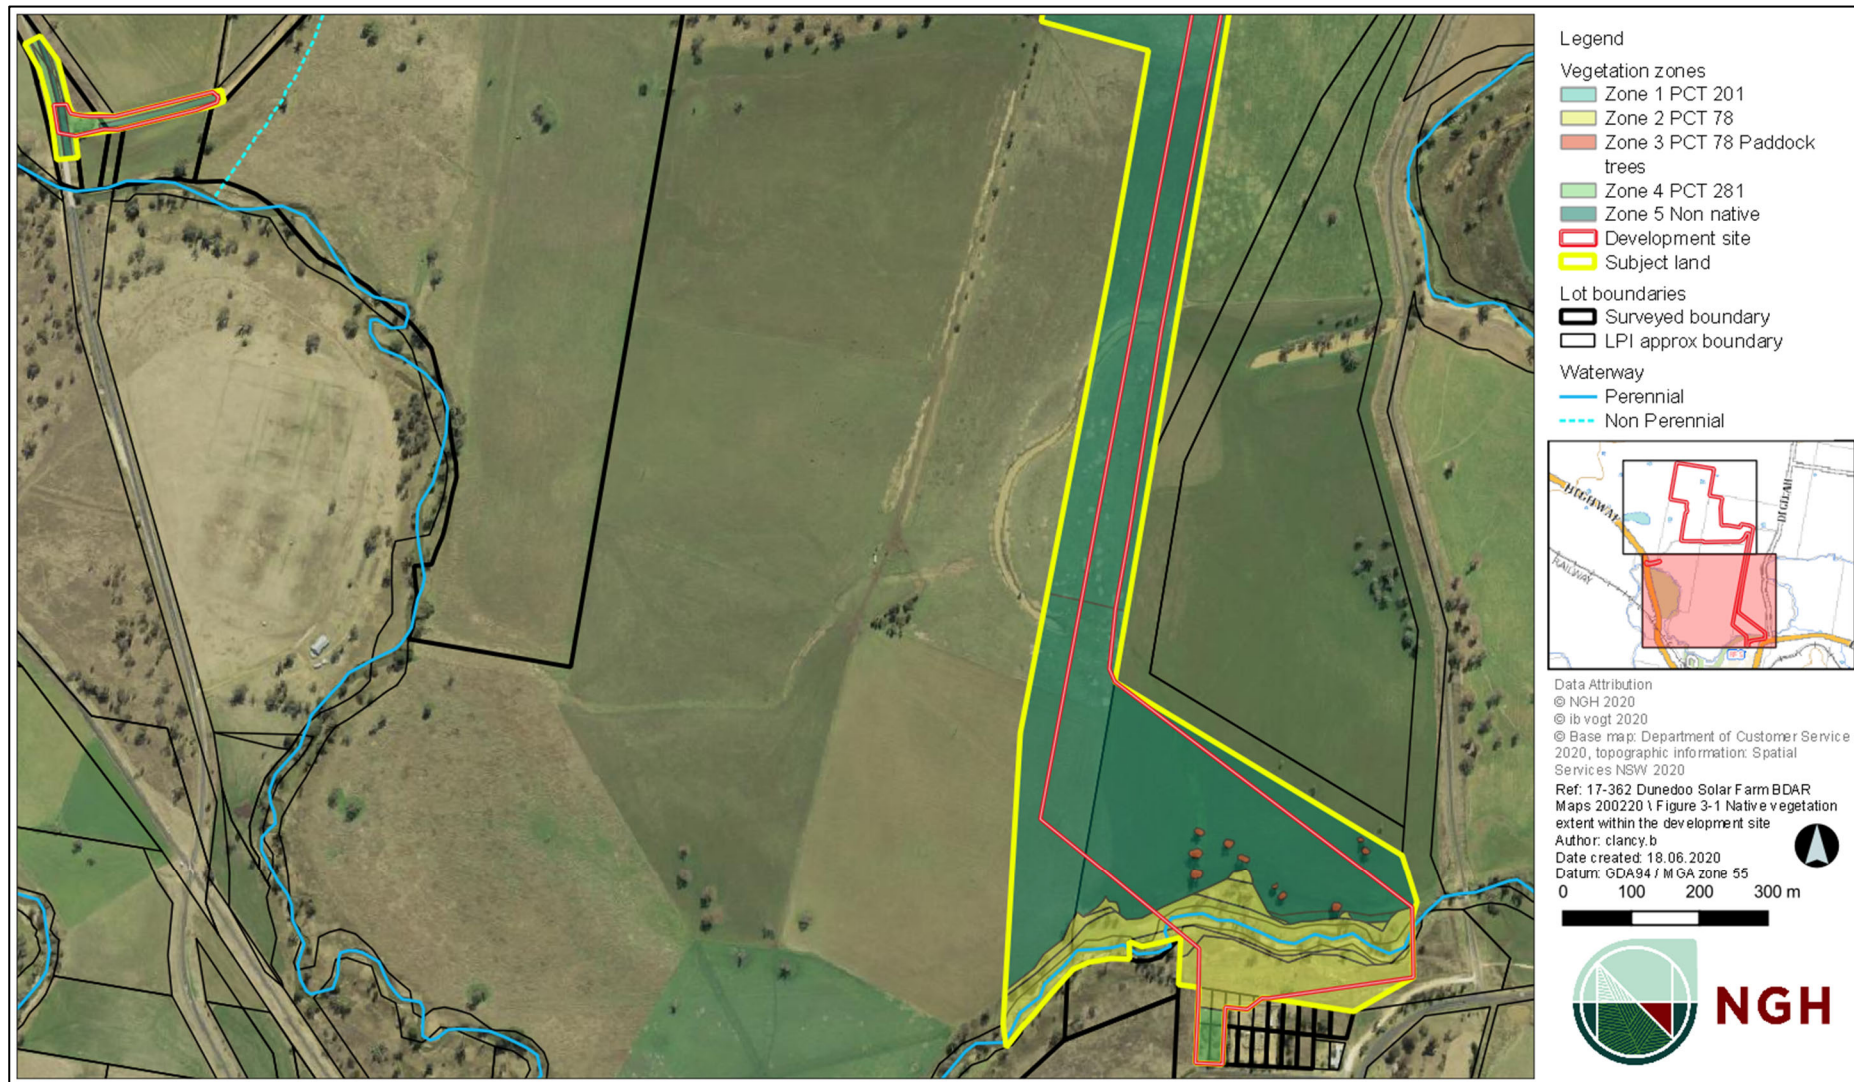 Legend
Vegetation zones
Zone 1 PCT 201
Zone 2 PCT 78
Zone 3 PCT 78 Paddock
trees
Zone 4 PCT 281
Zone 5 Non native
Development site
Subject land
Lot boundaries
Surveyed boundary
LPI approx boundary
Waterway
Perennial
Non Perennial
HIGHWAY
DIGILAH
RAILWAY
Data Attribution
© NGH 2020
© ib vogt 2020
© Base map: Department of Customer Service
2020, topographic information: Spatial
Services NSW 2020
Ref: 17-362 Dunedoo Solar Farm BDAR
Maps 200220 \ Figure 3-1 Native vegetation
extent within the development site
Author: clancy.b
Date created: 18.06.2020
Datum: GDA94 / MGA zone 55
0 100 200 300 m
NGH